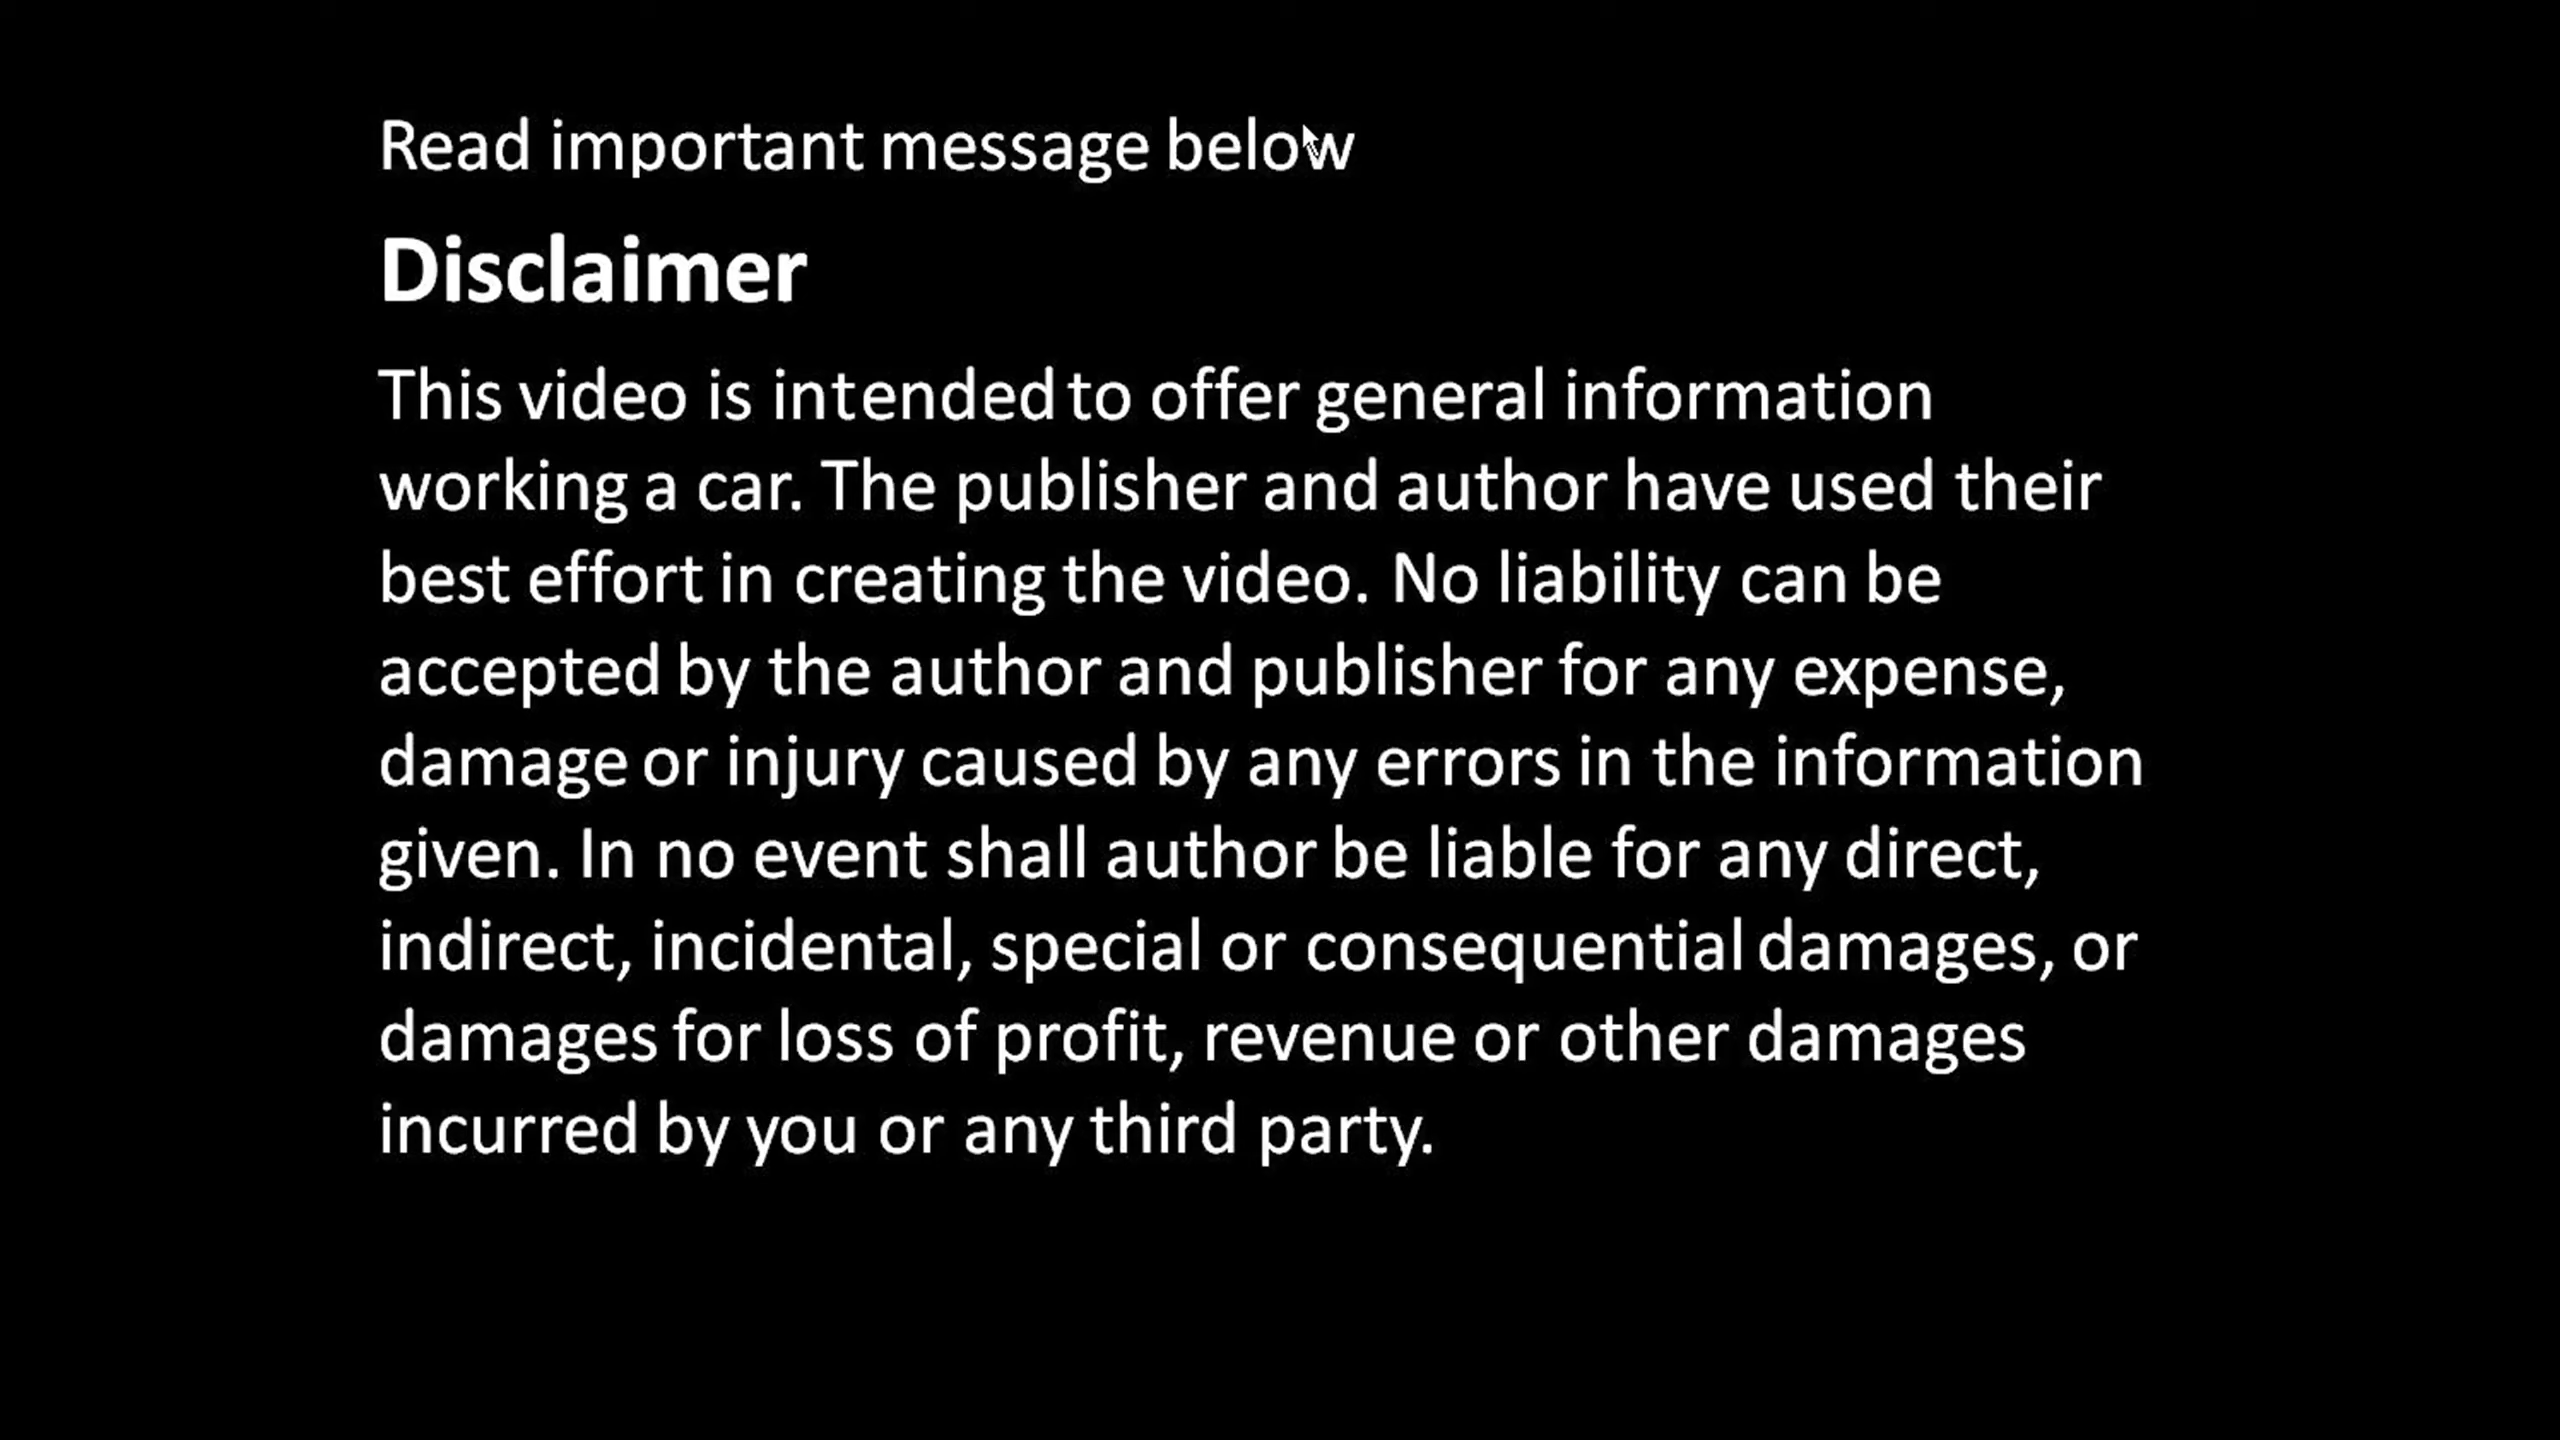 Read important message below
Disclaimer
This video is intended to offer general information
working a car. The publisher and author have used their
best effort in creating the video. No liability can be
accepted by the author and publisher for any expense,
damage or injury caused by any errors in the information
given. In no event shall author be liable for any direct,
indirect, incidental, special or consequential damages, or
damages for loss of profit, revenue or other damages
incurred by you or any third party.